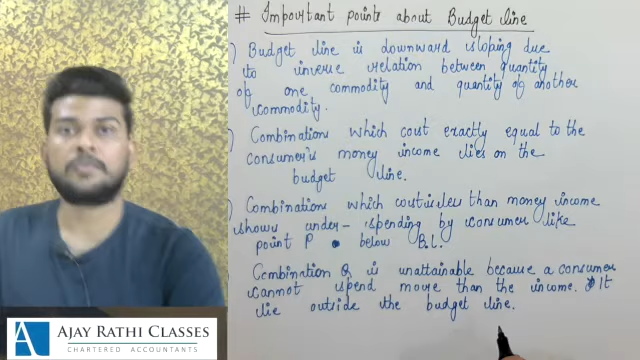 # Important points about Budget line
) Budget line is downward sloping due
to inverse relation between quantity
of one commodity and quantity of another
commodity.
) Combinations which cost exactly equal to the
consumer's money income lies on the
budget line.
) Combinations which cost is less than money income
shows under-spending by consumer like
point P • below B.L.
Combination Q is unattainable because a consumer
cannot spend more than the income. It
lie outside the budget line.
AJAY RATHI CLASSES
CHARTERED ACCOUNTANTS